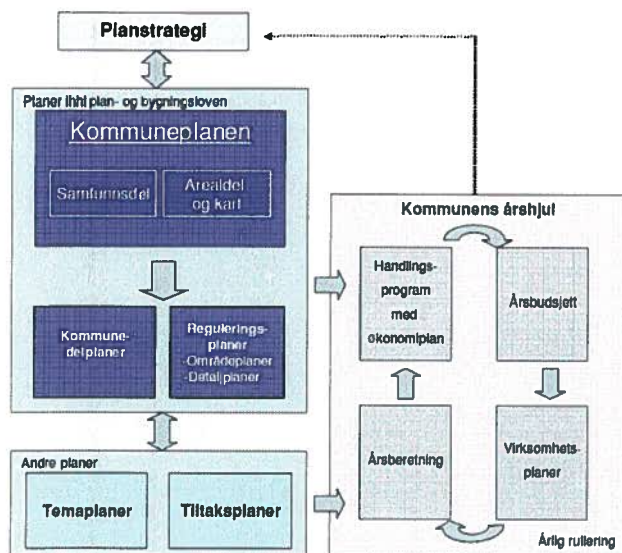 Planstrategi
Planer ihht plan- og bygningsloven
Kommuneplanen
Samfunnsdel
Arealdel
og kart
Kommune-
delplaner
Regulerings-
planer
-Områdeplaner
-Detaljplaner
Andre planer
Temaplaner
Tiltaksplaner
Kommunens årshjul
Handlings-
program
med
økonomiplan
Årsbudsjett
Årsberetning
Virksomhets-
planer
Årlig rullering